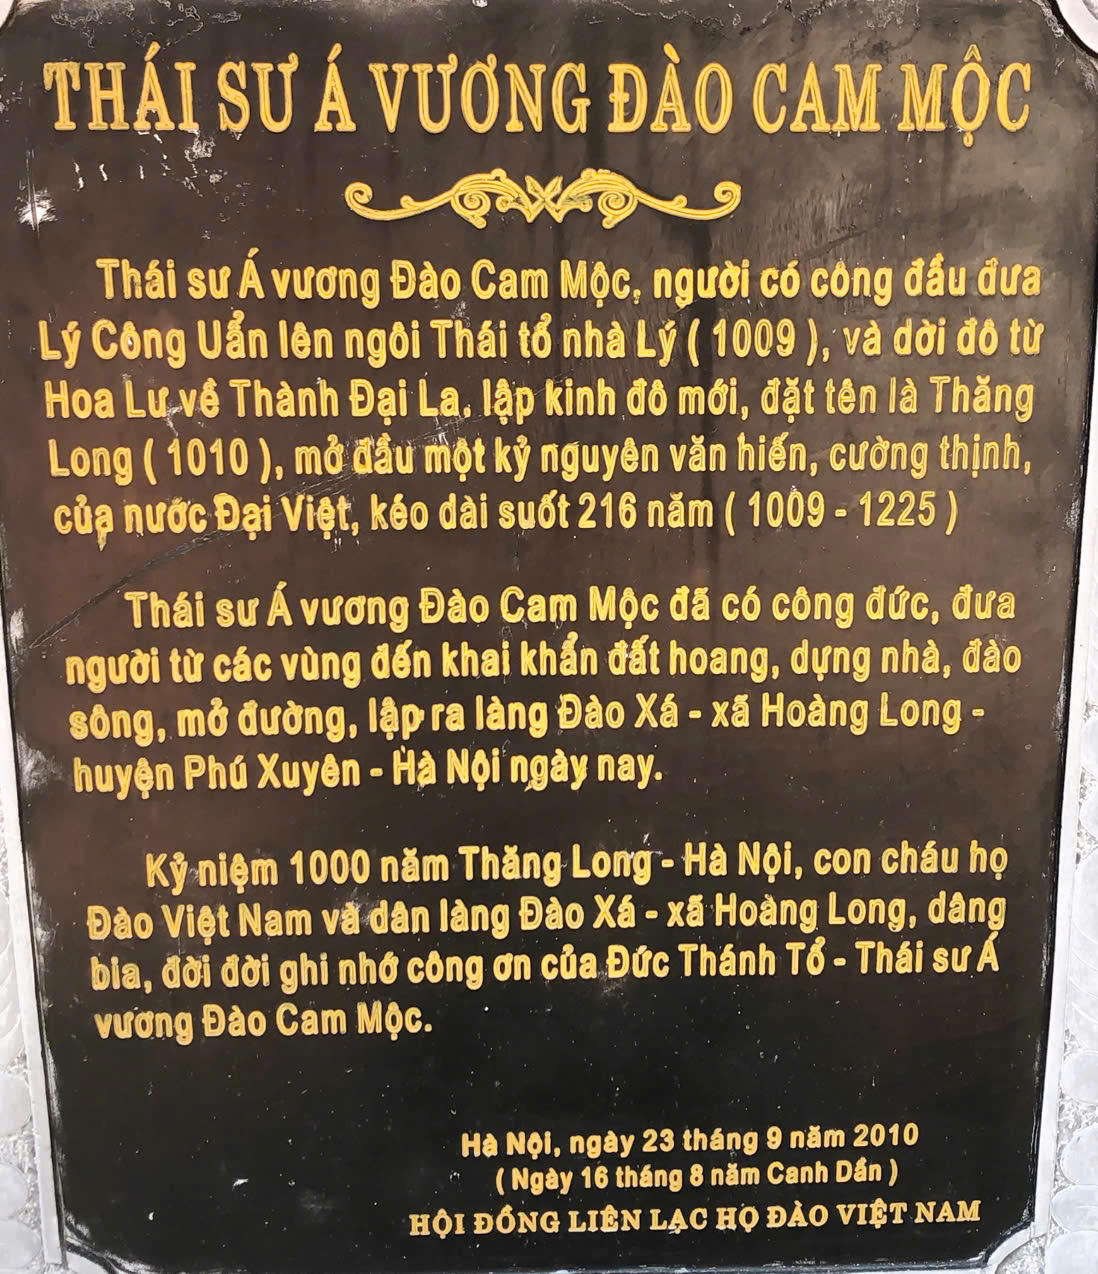 THÁI SƯ Á VƯƠNG ĐÀO CAM MỘC
Thái sư Á vương Đào Cam Mộc, người có công đầu đưa
Lý Công Uẩn lên ngôi Thái tổ nhà Lý ( 1009 ), và dời đô từ
Hoa Lư về Thành Đại La, lập kinh đô mới, đặt tên là Thăng
Long ( 1010 ), mở đầu một kỷ nguyên văn hiến, cường thịnh,
của nước Đại Việt, kéo dài suốt 216 năm ( 1009 - 1225 )
Thái sư Á vương Đào Cam Mộc đã có công đức, đưa
người từ các vùng đến khai khẩn đất hoang, dựng nhà, đào
sông, mở đường, lập ra làng Đào Xá - xã Hoàng Long -
huyện Phú Xuyên - Hà Nội ngày nay.
Kỷ niệm 1000 năm Thăng Long - Hà Nội, con cháu họ
Đào Việt Nam và dân làng Đào Xá - xã Hoàng Long, dâng
bia, đời đời ghi nhớ công ơn của Đức Thánh Tổ - Thái sư Á
vương Đào Cam Mộc.
Hà Nội, ngày 23 tháng 9 năm 2010
( Ngày 16 tháng 8 năm Canh Dần )
HỘI ĐỒNG LIÊN LẠC HỌ ĐÀO VIỆT NAM